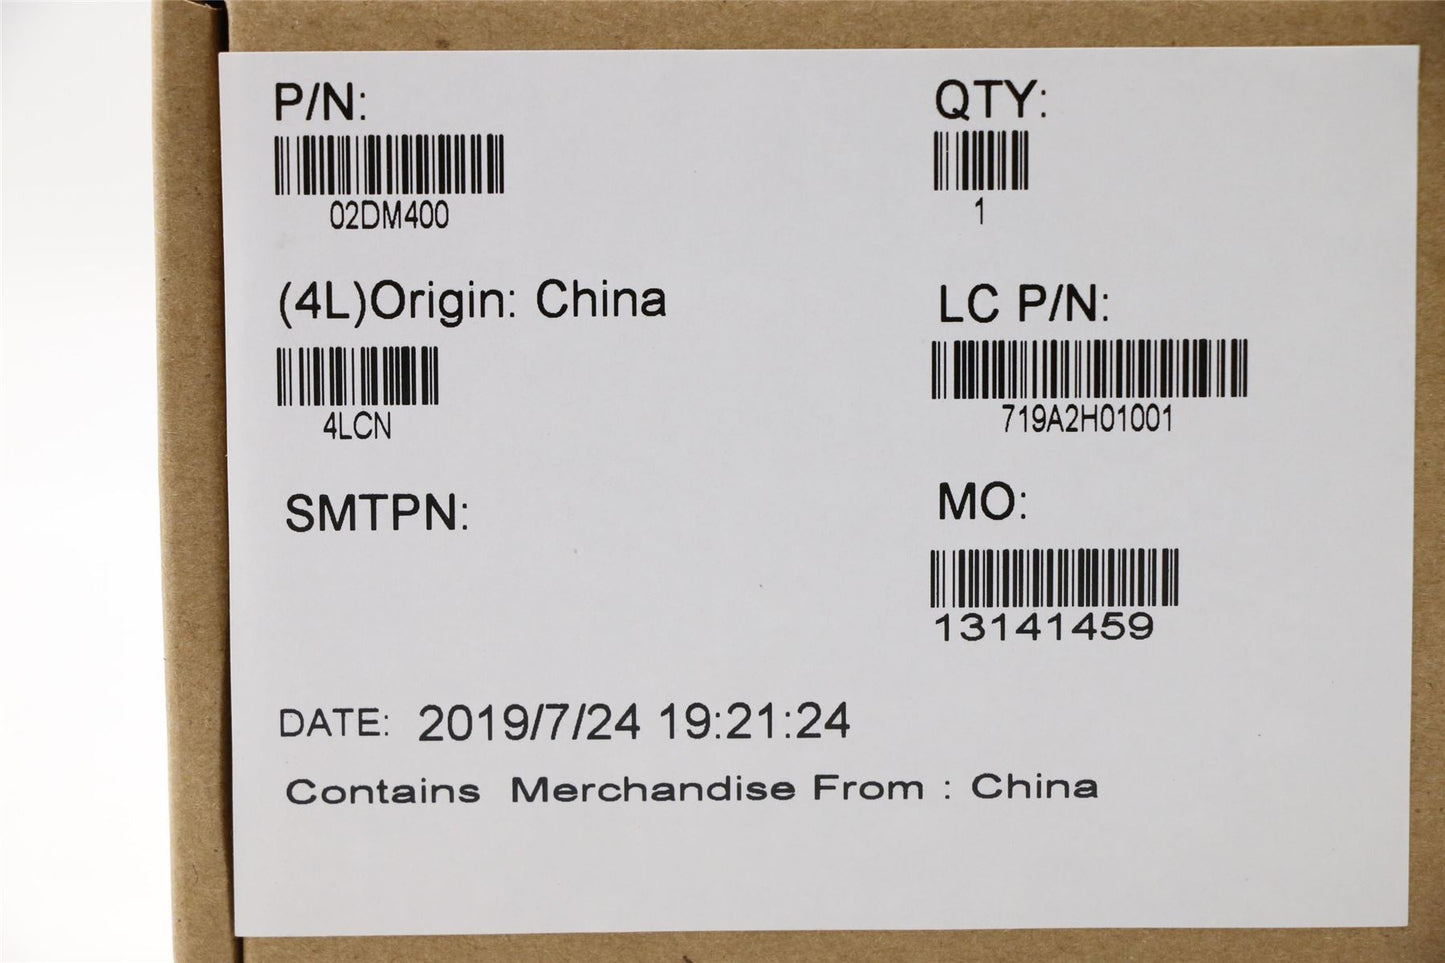 P/N:
02DM400
QTY:
1
(4L)Origin: China
4LCN
LC P/N:
719A2H01001
SMTPN:
MO:
13141459
DATE: 2019/7/24 19:21:24
Contains Merchandise From : China